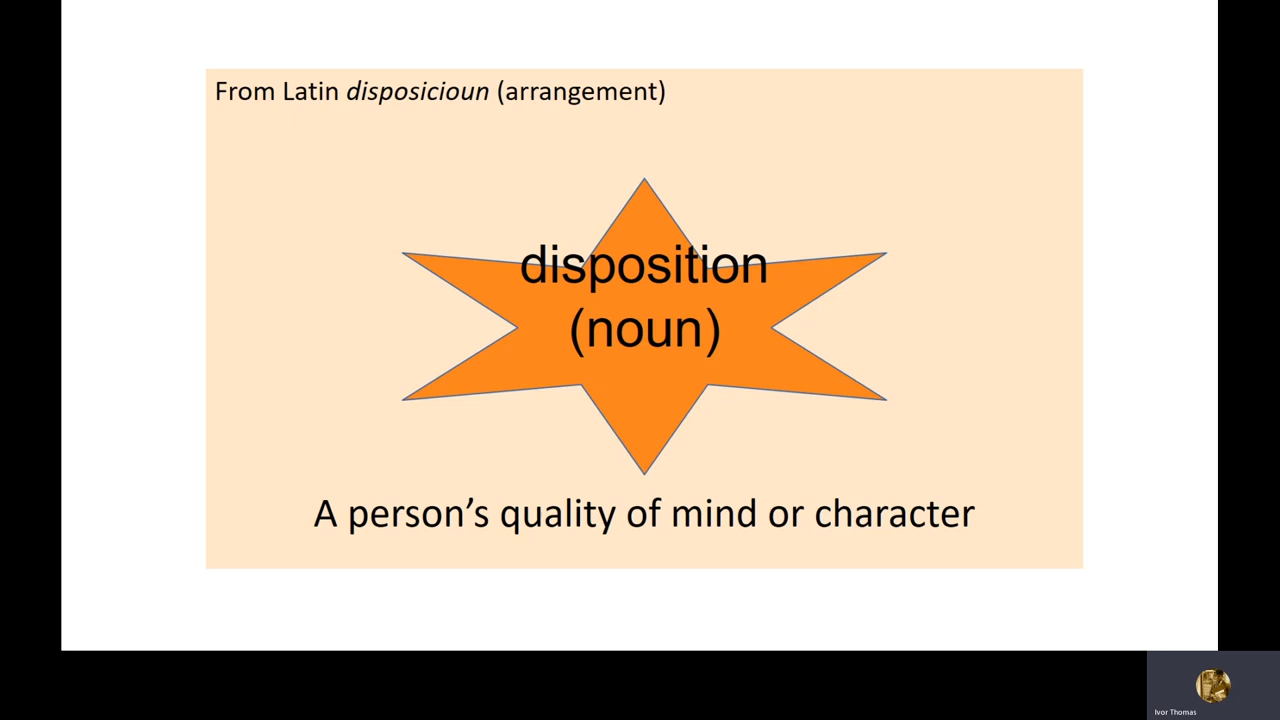 From Latin disposicioun (arrangement)
disposition
(noun)
A person’s quality of mind or character
Ivor Thomas